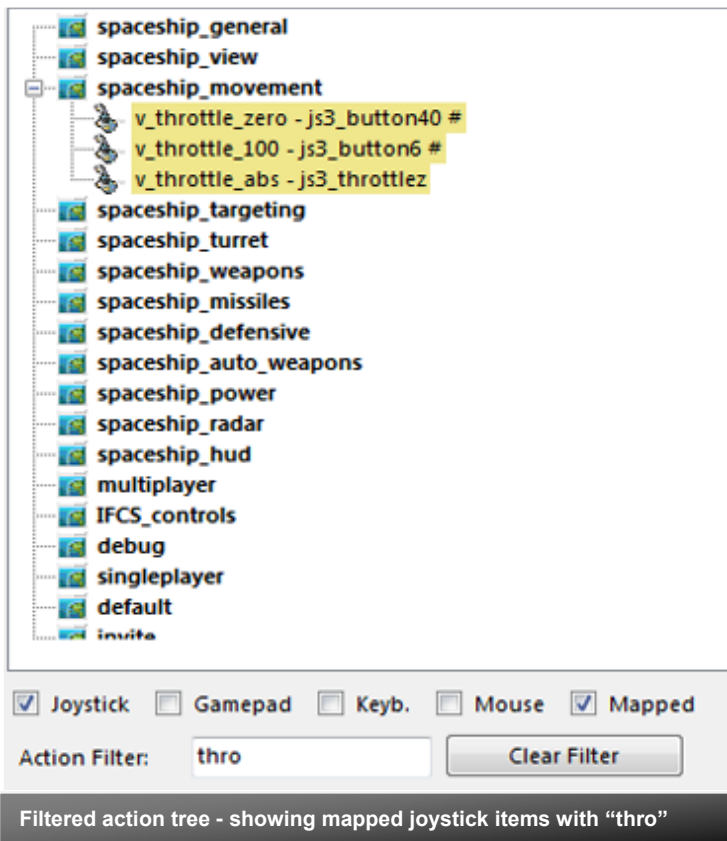 spaceship_general
spaceship_view
spaceship_movement
v_throttle_zero - js3_button40 #
v_throttle_100 - js3_button6 #
v_throttle_abs - js3_throttlez
spaceship_targeting
spaceship_turret
spaceship_weapons
spaceship_missiles
spaceship_defensive
spaceship_auto_weapons
spaceship_power
spaceship_radar
spaceship_hud
multiplayer
IFCS_controls
debug
singleplayer
default
invite
Joystick Gamepad Keyb. Mouse Mapped
Action Filter: thro Clear Filter
Filtered action tree - showing mapped joystick items with “thro”